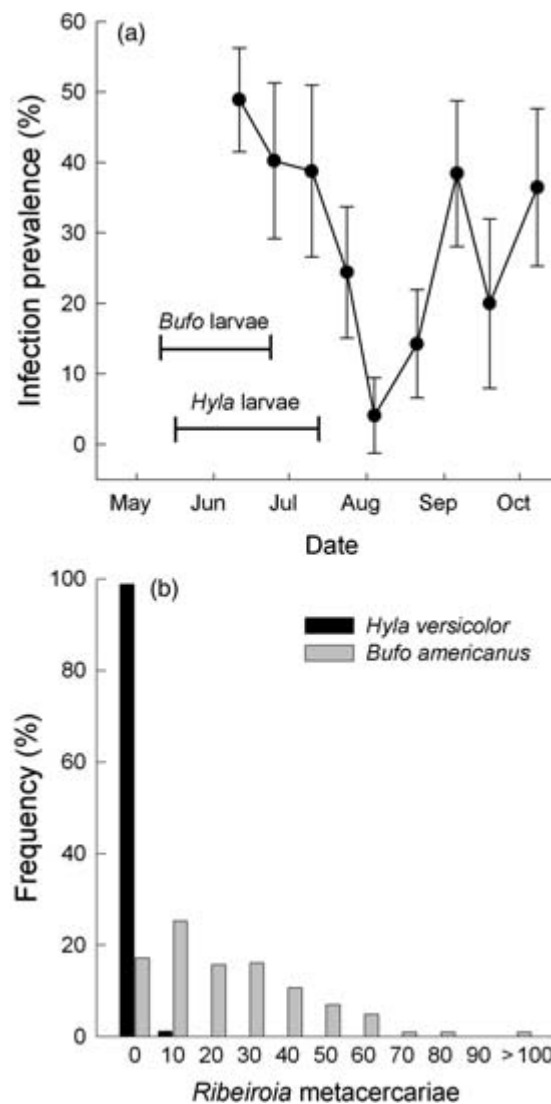 (a)
Infection prevalence (%)
60
50
40
30
20
10
0
Bufo larvae
Hyla larvae
May Jun Jul Aug Sep Oct
Date
(b)
Frequency (%)
100
80
60
40
20
0
Hyla versicolor
Bufo americanus
0 10 20 30 40 50 60 70 80 90 >100
Ribeiroia metacercariae